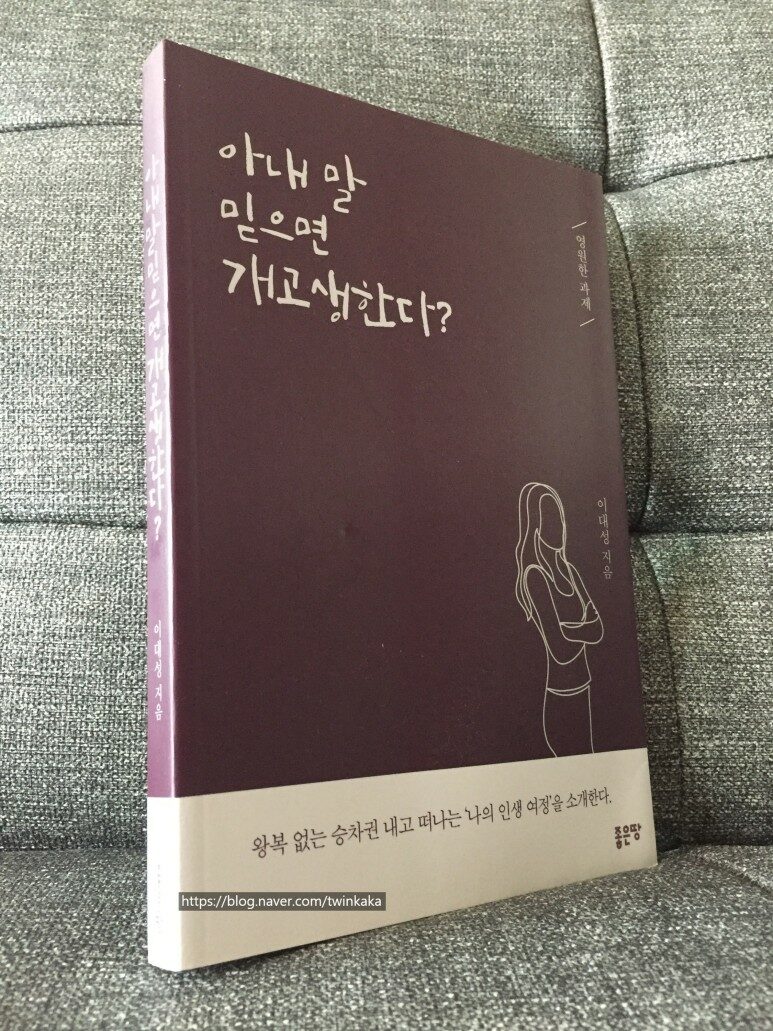 아내 말
믿으면
개고생한다?
영원한 과제
이대성 지음
왕복 없는 승차권 내고 떠나는 '나의 인생 여정'을 소개한다.
좋은땅
아내 말 믿으면 개고생한다?
이대성 지음
https://blog.naver.com/twinkaka